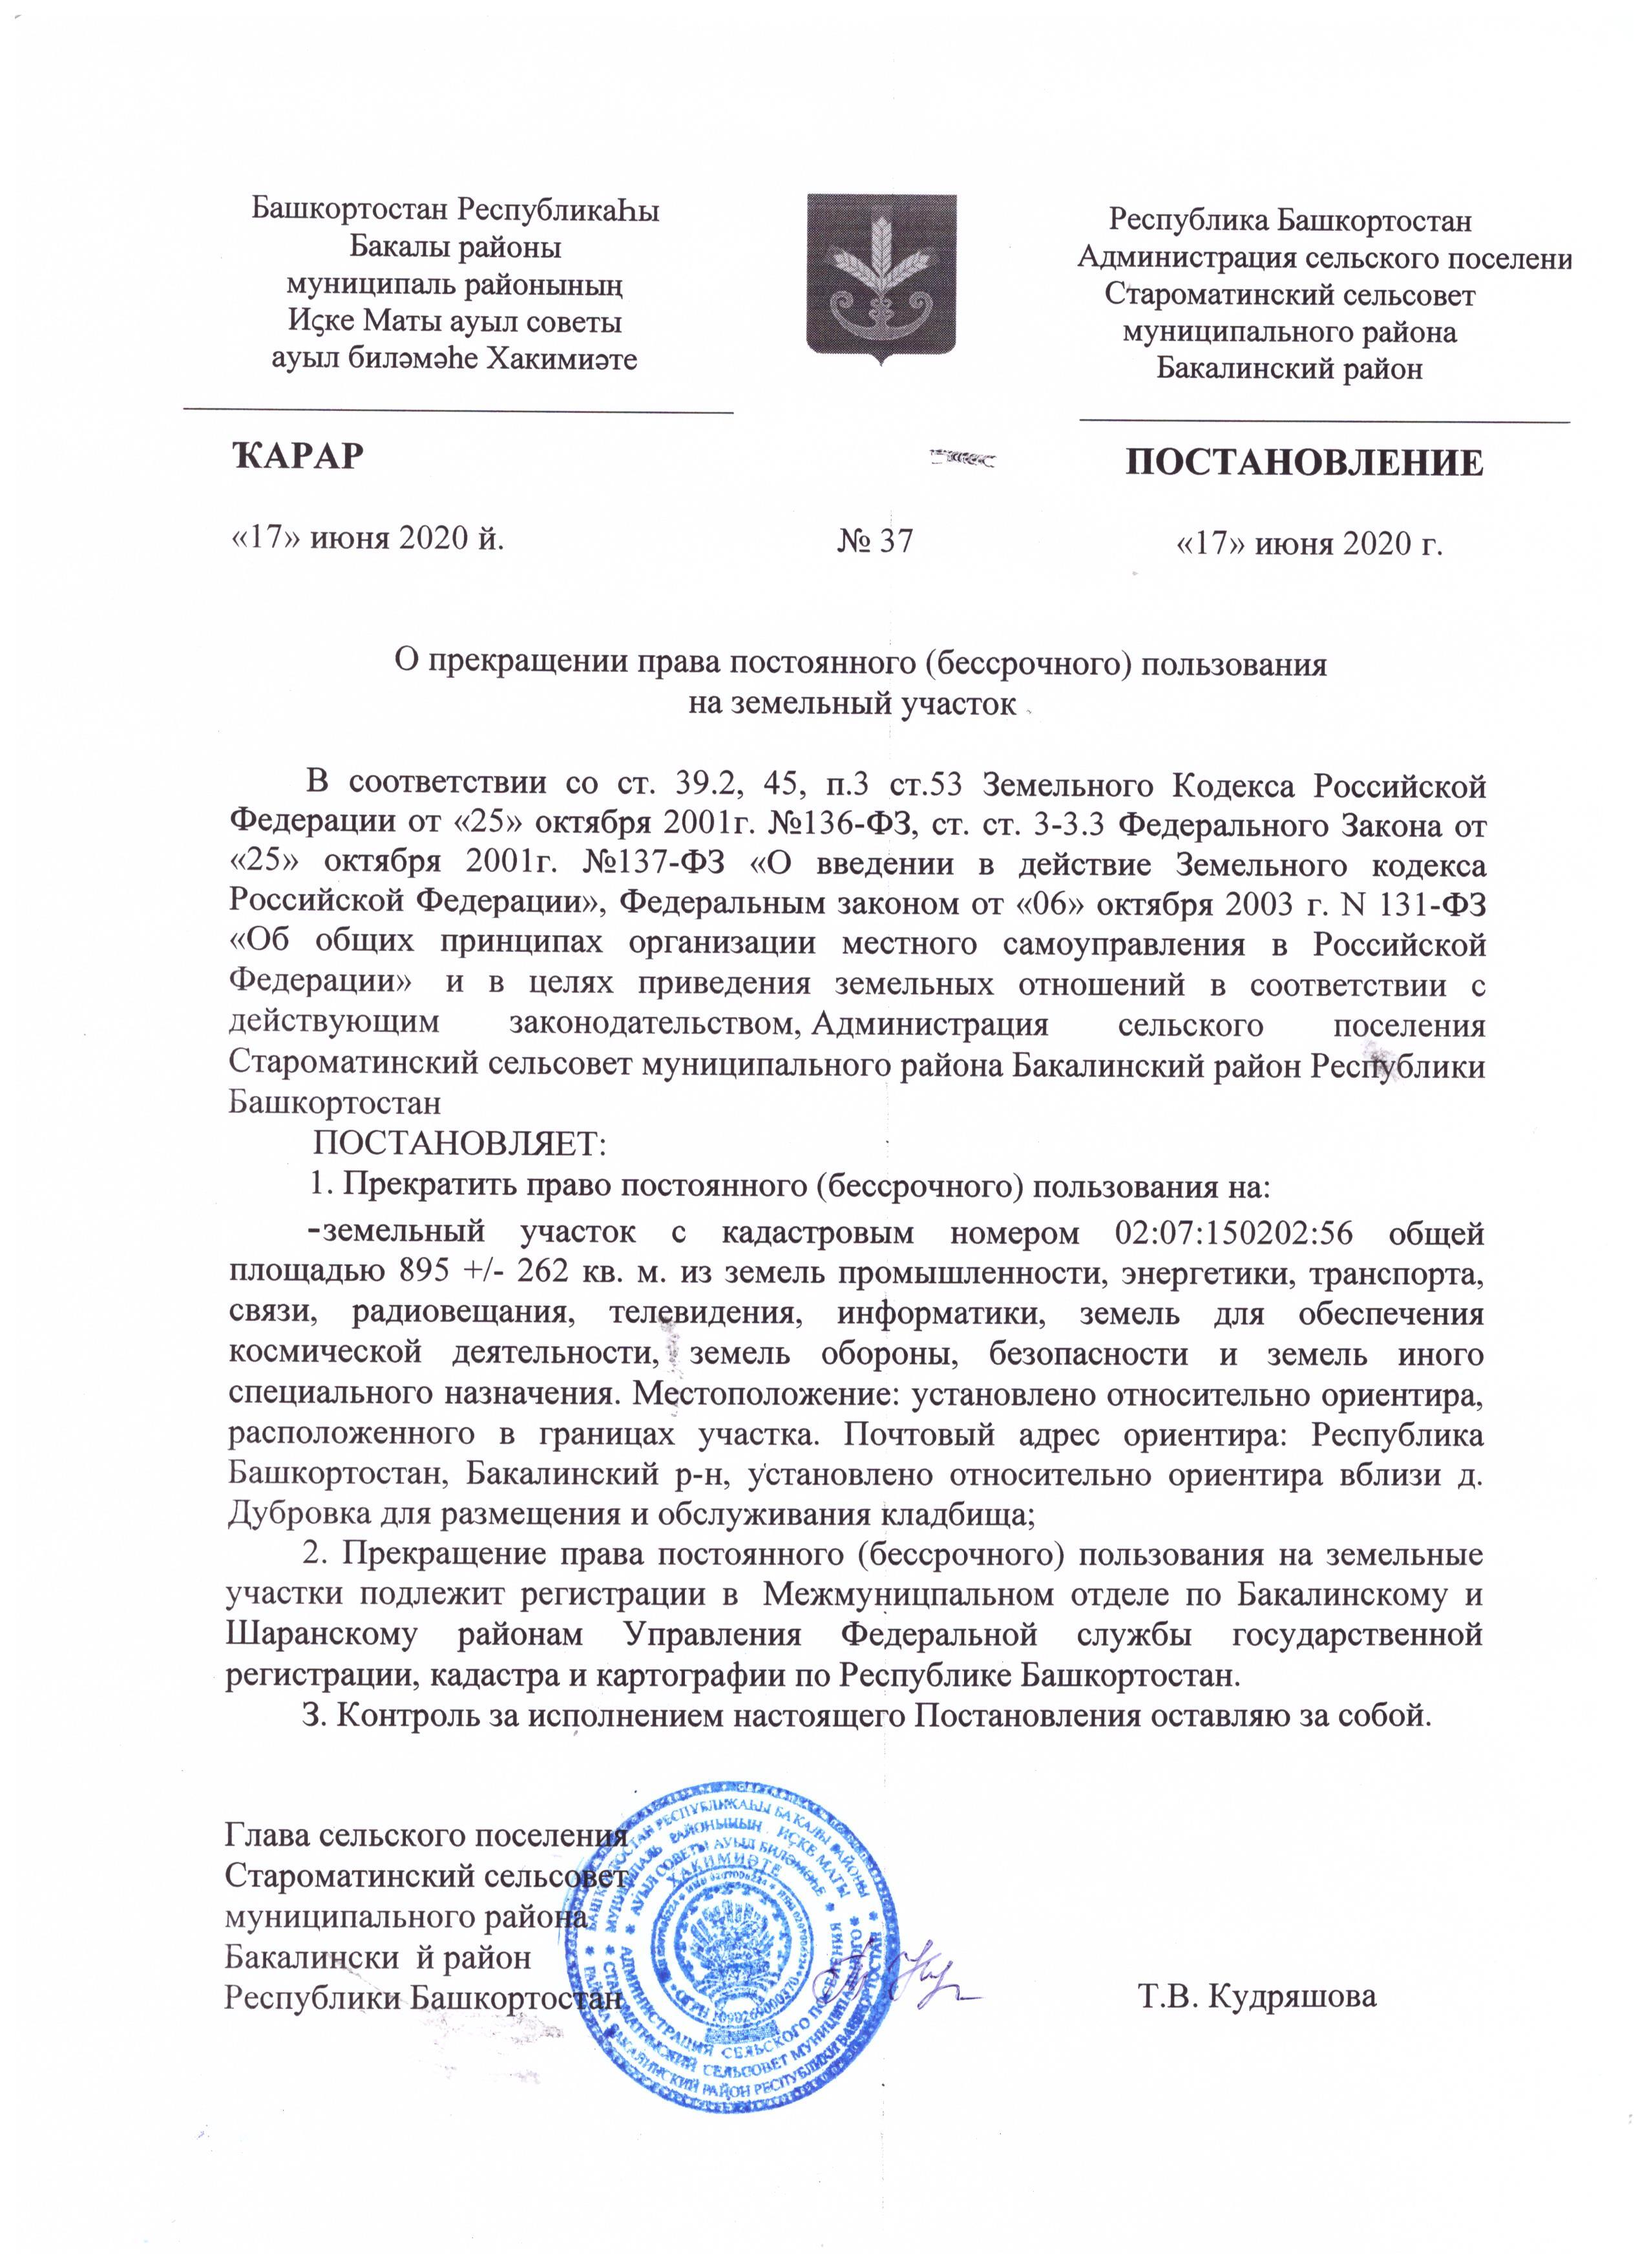 Башкортостан РеспубликаҺы
Бакалы районы
муниципаль районының
Иҫке Маты ауыл советы
ауыл биләмәһе Хакимиәте
Республика Башкортостан
Администрация сельского поселени
Староматинский сельсовет
муниципального района
Бакалинский район
ҠАРАР
ПОСТАНОВЛЕНИЕ
«17» июня 2020 й.
№ 37
«17» июня 2020 г.
О прекращении права постоянного (бессрочного) пользования
на земельный участок
В соответствии со ст. 39.2, 45, п.3 ст.53 Земельного Кодекса Российской
Федерации от «25» октября 2001г. №136-ФЗ, ст. ст. 3-3.3 Федерального Закона от
«25» октября 2001г. №137-ФЗ «О введении в действие Земельного кодекса
Российской Федерации», Федеральным законом от «06» октября 2003 г. N 131-ФЗ
«Об общих принципах организации местного самоуправления в Российской
Федерации» и в целях приведения земельных отношений в соответствии с
действующим законодательством, Администрация сельского поселения
Староматинский сельсовет муниципального района Бакалинский район Республики
Башкортостан
ПОСТАНОВЛЯЕТ:
1. Прекратить право постоянного (бессрочного) пользования на:
-земельный участок с кадастровым номером 02:07:150202:56 общей
площадью 895 +/- 262 кв. м. из земель промышленности, энергетики, транспорта,
связи, радиовещания, телевидения, информатики, земель для обеспечения
космической деятельности, земель обороны, безопасности и земель иного
специального назначения. Местоположение: установлено относительно ориентира,
расположенного в границах участка. Почтовый адрес ориентира: Республика
Башкортостан, Бакалинский р-н, установлено относительно ориентира вблизи д.
Дубровка для размещения и обслуживания кладбища;
2. Прекращение права постоянного (бессрочного) пользования на земельные
участки подлежит регистрации в Межмуницпальном отделе по Бакалинскому и
Шаранскому районам Управления Федеральной службы государственной
регистрации, кадастра и картографии по Республике Башкортостан.
3. Контроль за исполнением настоящего Постановления оставляю за собой.
Глава сельского поселения
Староматинский сельсовет
муниципального района
Бакалински й район
Республики Башкортостан
Т.В. Кудряшова
БАШКОРТОСТАН РЕСПУБЛИКАҺЫ БАКАЛЫ РАЙОНЫ
МУНИЦИПАЛЬ РАЙОНЫНЫҢ ИҪКЕ МАТЫ
АУЫЛ СОВЕТЫ АУЫЛ БИЛӘМӘҺЕ
ХАКИМИӘТЕ
АДМИНИСТРАЦИЯ СЕЛЬСКОГО ПОСЕЛЕНИЯ
СТАРОМАТИНСКИЙ СЕЛЬСОВЕТ МУНИЦИПАЛЬНОГО
РАЙОНА БАКАЛИНСКИЙ РАЙОН РЕСПУБЛИКИ БАШКОРТОСТАН